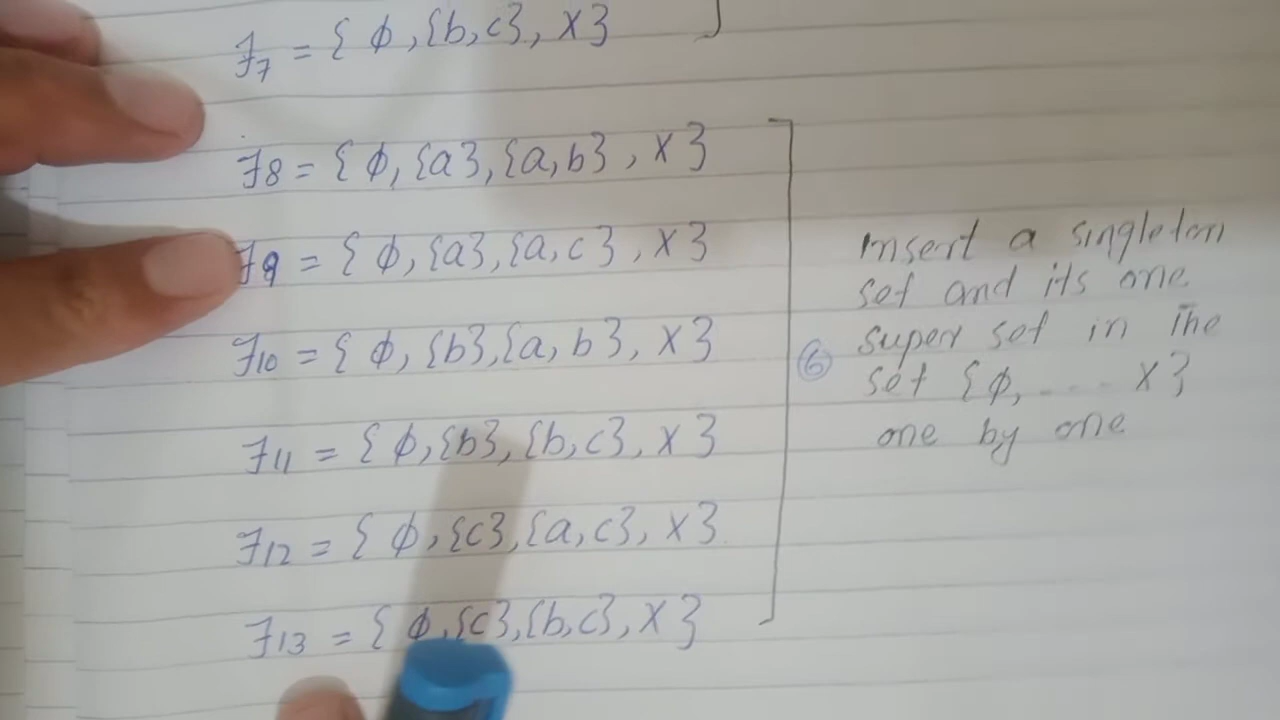 J7 = { ϕ, {b, c}, X }
J8 = { ϕ, {a}, {a, b}, X }
J9 = { ϕ, {a}, {a, c}, X }
J10 = { ϕ, {b}, {a, b}, X }
J11 = { ϕ, {b}, {b, c}, X }
J12 = { ϕ, {c}, {a, c}, X }
J13 = { ϕ, {c}, {b, c}, X }
6
Insert a singleton
set and its one
super set in the
set {ϕ, ---- X}
one by one